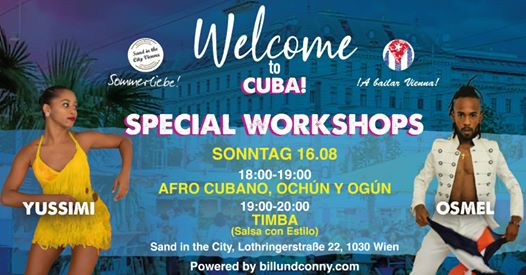 Sand in the
City Vienna
Sommerliebe!
Welcome
to
CUBA!
¡A bailar Vienna!
SPECIAL WORKSHOPS
SONNTAG 16.08
18:00-19:00
AFRO CUBANO, OCHÚN Y OGÚN
19:00-20:00
TIMBA
(Salsa con Estilo)
YUSSIMI
OSMEL
Sand in the City, Lothringerstraße 22, 1030 Wien
Powered by billundconny.com